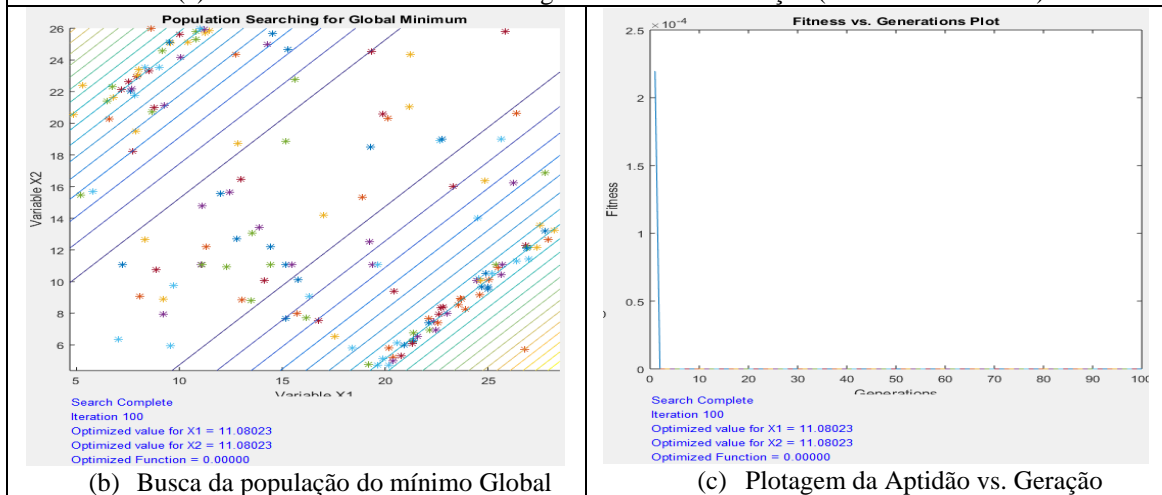 Population Searching for Global Minimum
26
24
22
20
18
16
14
12
10
8
6
Variable X2
5 10 15 20 25
Variable X1
Search Complete
Iteration 100
Optimized value for X1 = 11.08023
Optimized value for X2 = 11.08023
Optimized Function = 0.00000
(b) Busca da população do mínimo Global
Fitness vs. Generations Plot
×10-4
2.5
2
1.5
1
0.5
0
Fitness
0 10 20 30 40 50 60 70 80 90 100
Generations
Search Complete
Iteration 100
Optimized value for X1 = 11.08023
Optimized value for X2 = 11.08023
Optimized Function = 0.00000
(c) Plotagem da Aptidão vs. Geração